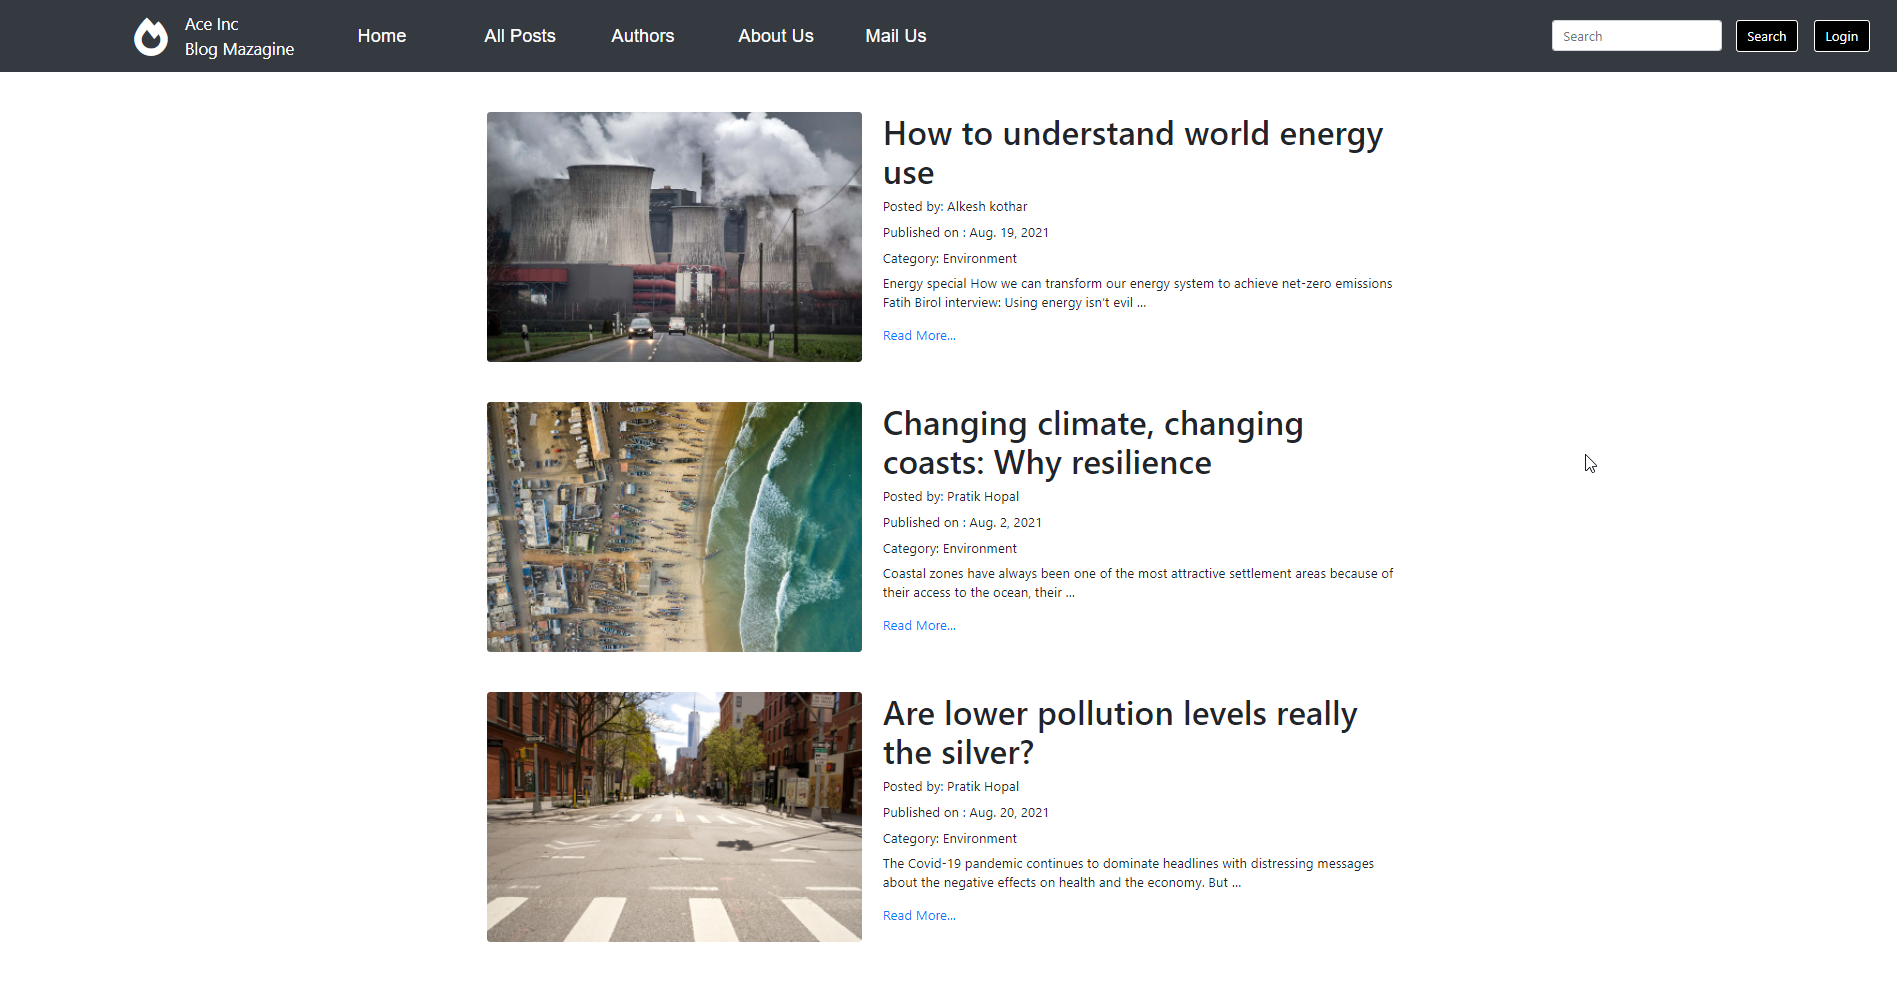 Ace Inc
Blog Mazagine
Home
All Posts
Authors
About Us
Mail Us
Search
Search
Login
How to understand world energy
use
Posted by: Alkesh kothar
Published on : Aug. 19, 2021
Category: Environment
Energy special How we can transform our energy system to achieve net-zero emissions
Fatih Birol interview: Using energy isn't evil ...
Read More...
Changing climate, changing
coasts: Why resilience
Posted by: Pratik Hopal
Published on : Aug. 2, 2021
Category: Environment
Coastal zones have always been one of the most attractive settlement areas because of
their access to the ocean, their ...
Read More...
Are lower pollution levels really
the silver?
Posted by: Pratik Hopal
Published on : Aug. 20, 2021
Category: Environment
The Covid-19 pandemic continues to dominate headlines with distressing messages
about the negative effects on health and the economy. But ...
Read More...